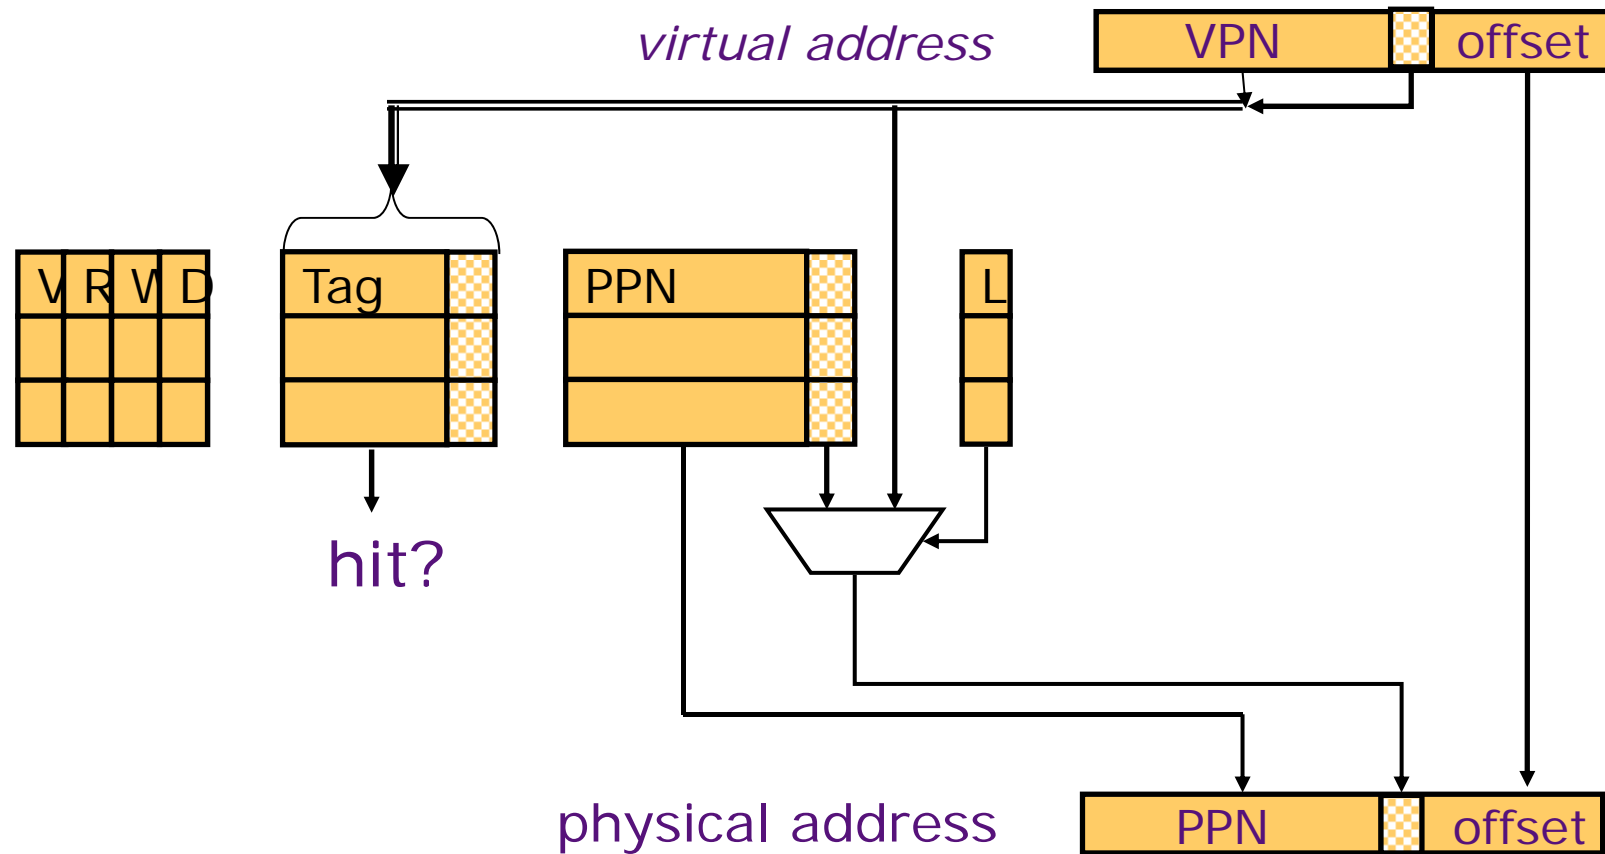 virtual address VPN offset
V R W D Tag PPN L
hit?
physical address PPN offset